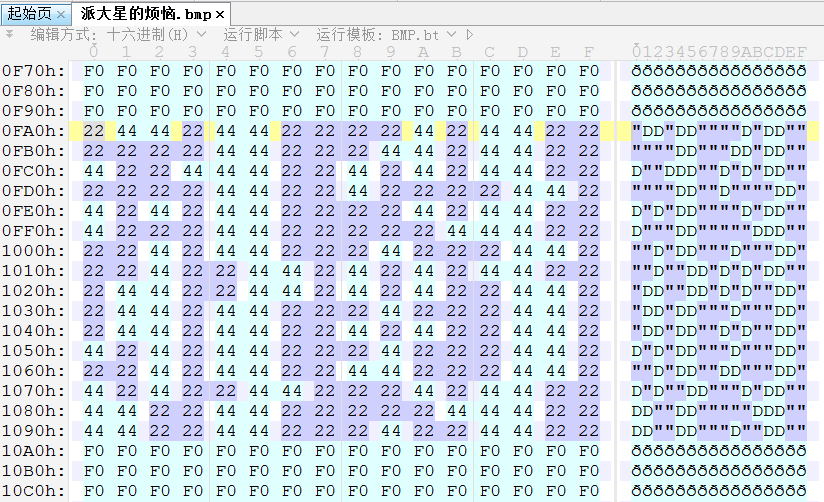 起始页 × 派大星的烦恼.bmp ×
编辑方式: 十六进制(H) 运行脚本 运行模板: BMP.bt
0 1 2 3 4 5 6 7 8 9 A B C D E F 0123456789ABCDEF
0F70h: F0 F0 F0 F0 F0 F0 F0 F0 F0 F0 F0 F0 F0 F0 F0 F0 ðððððððððððððððð
0F80h: F0 F0 F0 F0 F0 F0 F0 F0 F0 F0 F0 F0 F0 F0 F0 F0 ðððððððððððððððð
0F90h: F0 F0 F0 F0 F0 F0 F0 F0 F0 F0 F0 F0 F0 F0 F0 F0 ðððððððððððððððð
0FA0h: 22 44 44 22 44 44 22 22 22 22 44 22 44 44 22 22 "DD"DD""""D"DD""
0FB0h: 22 22 22 22 44 44 22 22 22 44 44 22 44 44 22 22 """"DD"""DD"DD""
0FC0h: 44 22 22 44 44 44 22 22 44 22 44 22 44 44 22 22 D""DDD""D"D"DD""
0FD0h: 22 22 22 22 44 44 22 22 44 22 22 22 22 44 44 22 """"DD""D""""DD"
0FE0h: 44 22 44 22 44 44 22 22 22 22 44 22 44 44 22 22 D"D"DD""""D"DD""
0FF0h: 44 22 22 22 44 44 22 22 22 22 22 44 44 44 22 22 D"""DD"""""DDD""
1000h: 22 22 44 22 44 44 22 22 22 44 22 22 22 44 44 22 ""D"DD"""D"""DD"
1010h: 22 22 44 22 22 44 44 22 44 22 44 22 44 44 22 22 ""D""DD"D"D"DD""
1020h: 22 44 44 22 22 44 44 22 44 22 44 22 22 44 44 22 "DD""DD"D"D""DD"
1030h: 22 44 44 22 44 44 22 22 22 44 22 22 22 44 44 22 "DD"DD"""D"""DD"
1040h: 22 44 44 22 44 44 22 22 44 22 44 22 22 44 44 22 "DD"DD""D"D""DD"
1050h: 44 22 44 22 44 44 22 22 22 44 22 22 22 44 44 22 D"D"DD"""D"""DD"
1060h: 22 22 44 22 44 44 22 22 44 44 22 22 22 44 44 22 ""D"DD""DD"""DD"
1070h: 44 22 44 22 22 44 44 22 22 22 44 22 44 44 22 22 D"D""DD"""D"DD""
1080h: 44 44 22 22 44 44 22 22 22 22 22 44 44 44 22 22 DD""DD"""""DDD""
1090h: 44 44 22 22 44 44 22 22 22 44 22 22 44 44 22 22 DD""DD"""D""DD""
10A0h: F0 F0 F0 F0 F0 F0 F0 F0 F0 F0 F0 F0 F0 F0 F0 F0 ðððððððððððððððð
10B0h: F0 F0 F0 F0 F0 F0 F0 F0 F0 F0 F0 F0 F0 F0 F0 F0 ðððððððððððððððð
10C0h: F0 F0 F0 F0 F0 F0 F0 F0 F0 F0 F0 F0 F0 F0 F0 F0 ðððððððððððððððð